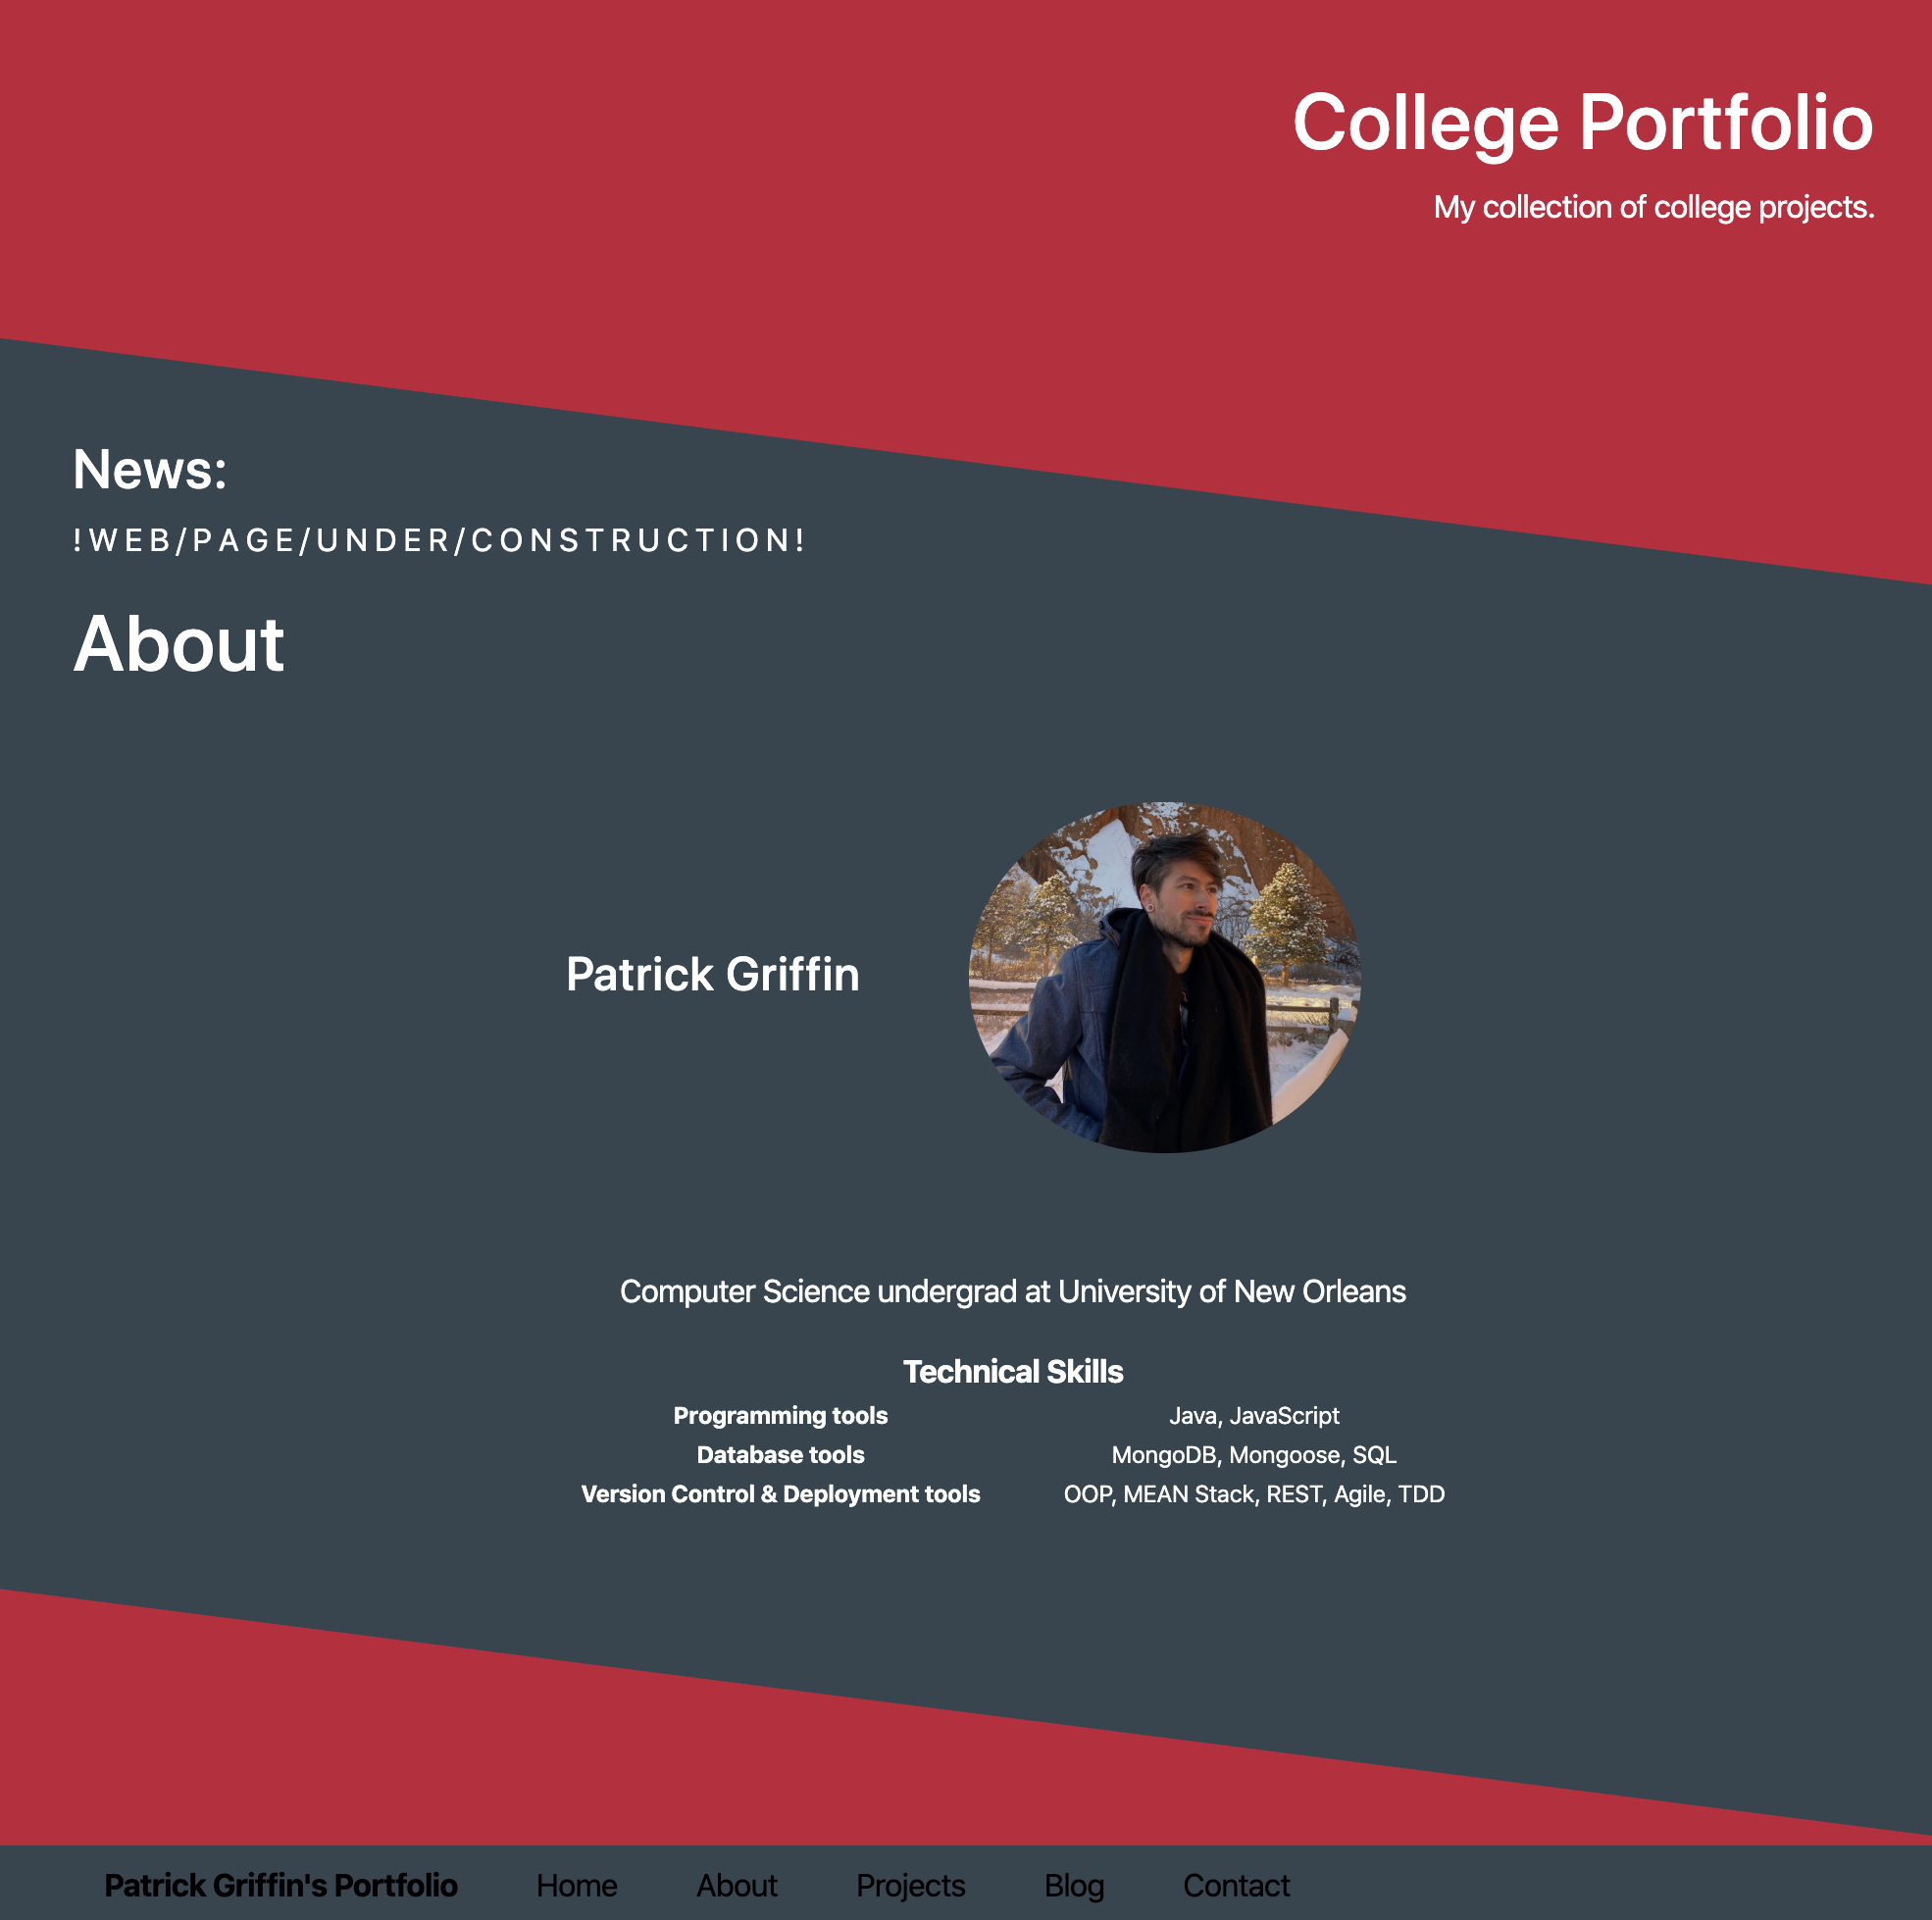 College Portfolio
My collection of college projects.
News:
!WEB/PAGE/UNDER/CONSTRUCTION!
About
Patrick Griffin
Computer Science undergrad at University of New Orleans
Technical Skills
Programming tools Java, JavaScript
Database tools MongoDB, Mongoose, SQL
Version Control & Deployment tools OOP, MEAN Stack, REST, Agile, TDD
Patrick Griffin's Portfolio Home About Projects Blog Contact